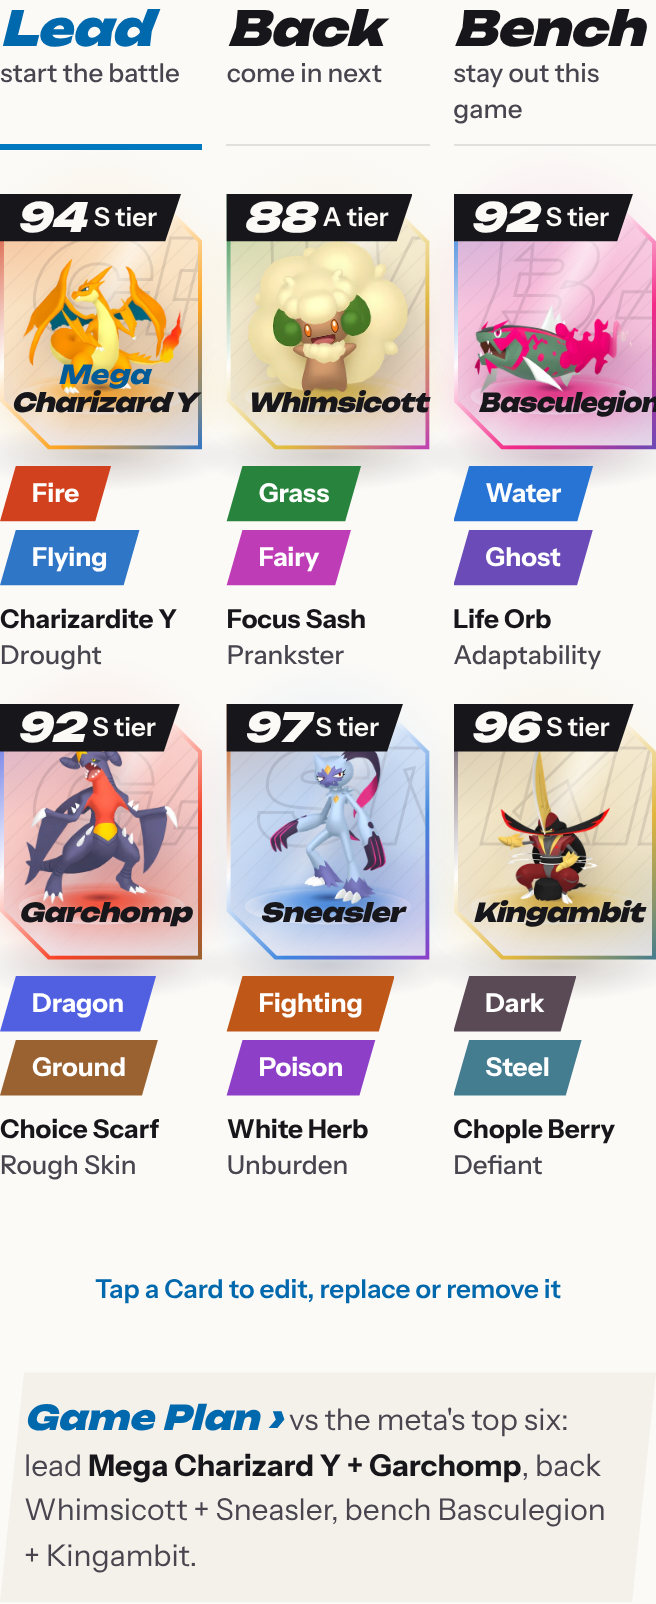 Lead
start the battle
Back
come in next
Bench
stay out this
game
94 S tier
Mega
Charizard Y
Fire
Flying
Charizardite Y
Drought
88 A tier
Whimsicott
Grass
Fairy
Focus Sash
Prankster
92 S tier
Basculegion
Water
Ghost
Life Orb
Adaptability
92 S tier
Garchomp
Dragon
Ground
Choice Scarf
Rough Skin
97 S tier
Sneasler
Fighting
Poison
White Herb
Unburden
96 S tier
Kingambit
Dark
Steel
Chople Berry
Defiant
Tap a Card to edit, replace or remove it
Game Plan › vs the meta's top six:
lead Mega Charizard Y + Garchomp, back
Whimsicott + Sneasler, bench Basculegion
+ Kingambit.